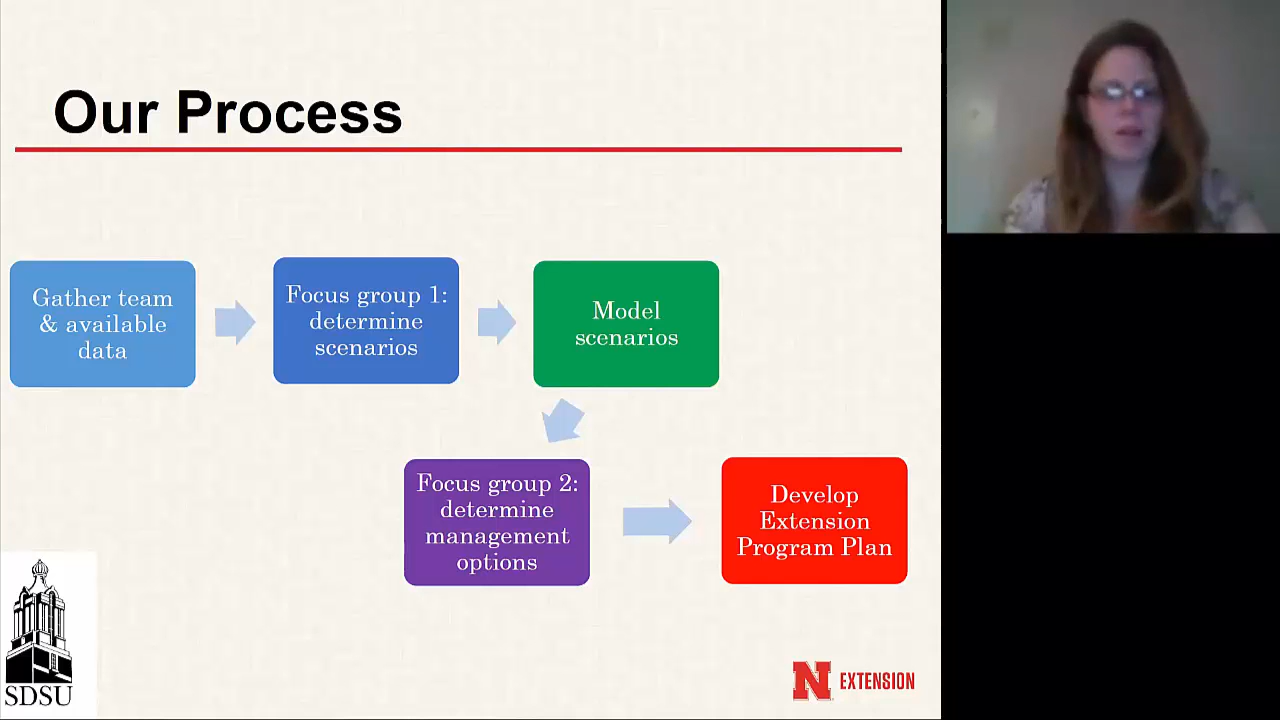 Our Process
Gather team
& available
data
Focus group 1:
determine
scenarios
Model
scenarios
Focus group 2:
determine
management
options
Develop
Extension
Program Plan
SDSU
N EXTENSION